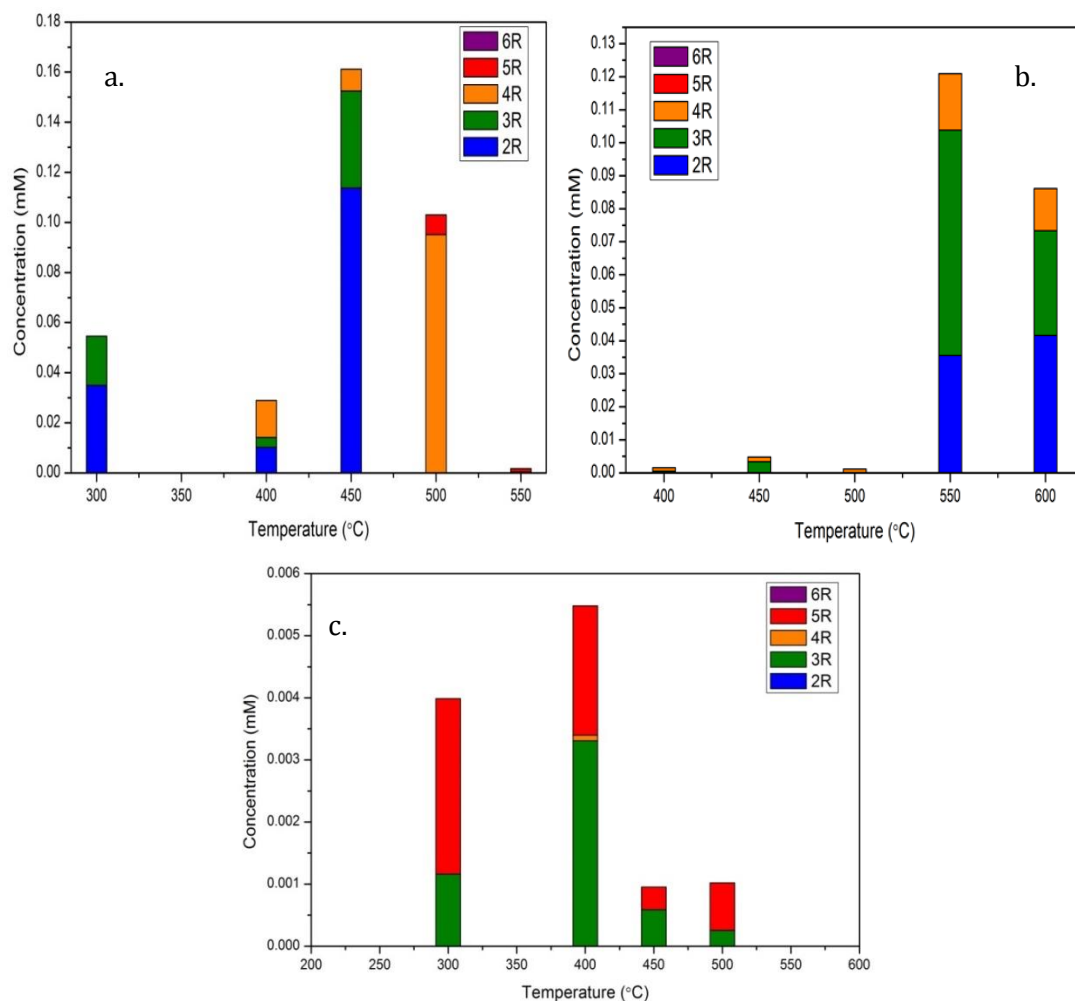 a.
6R
5R
4R
3R
2R
0.18
0.16
0.14
0.12
0.10
0.08
0.06
0.04
0.02
0.00
Concentration (mM)
300
350
400
450
500
550
Temperature (°C)
b.
6R
5R
4R
3R
2R
0.13
0.12
0.11
0.10
0.09
0.08
0.07
0.06
0.05
0.04
0.03
0.02
0.01
0.00
Concentration (mM)
400
450
500
550
600
Temperature (°C)
c.
6R
5R
4R
3R
2R
0.006
0.005
0.004
0.003
0.002
0.001
0.000
Concentration (mM)
200
250
300
350
400
450
500
550
600
Temperature (°C)